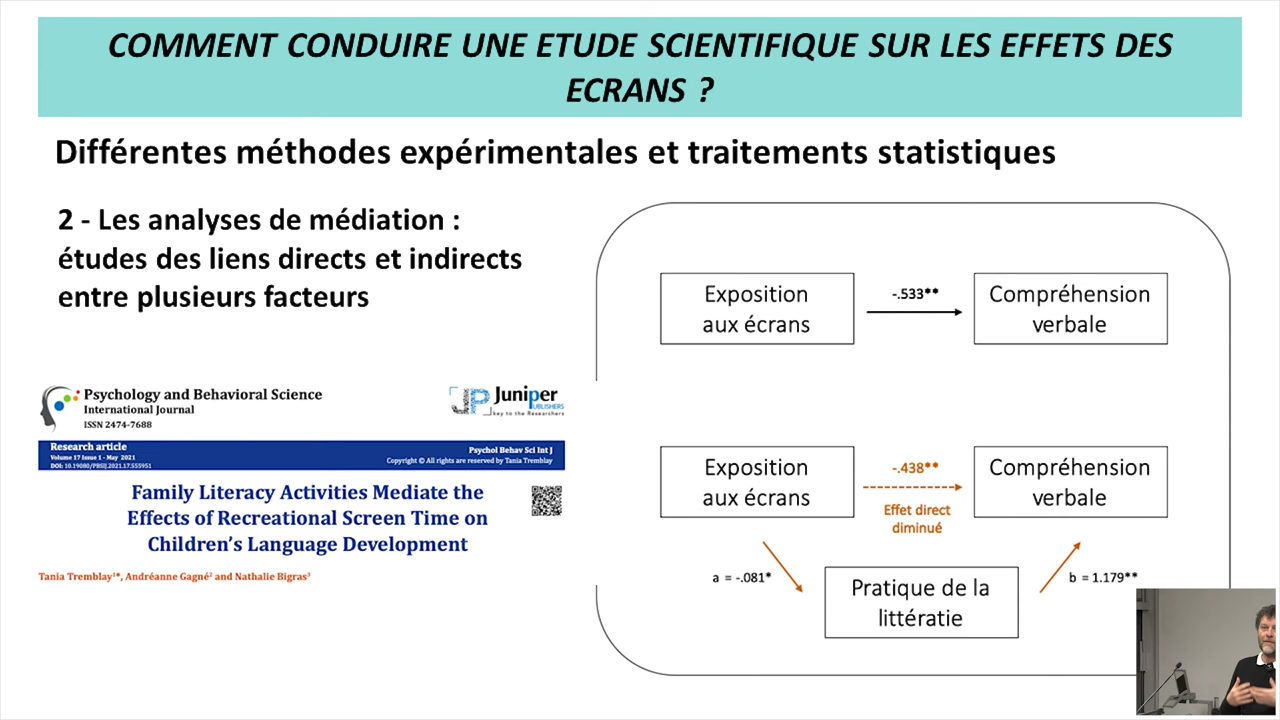 COMMENT CONDUIRE UNE ETUDE SCIENTIFIQUE SUR LES EFFETS DES
ECRANS ?
Différentes méthodes expérimentales et traitements statistiques
2 - Les analyses de médiation :
études des liens directs et indirects
entre plusieurs facteurs
Psychology and Behavioral Science
International Journal
ISSN 2474-7688
JP Juniper
PUBLISHERS
key to the Researchers
Research article
Volume 17 Issue 1 - May 2021
DOI: 10.19080/PBSIJ.2021.17.555951
Psychol Behav Sci Int J
Copyright © All rights are reserved by Tania Tremblay
Family Literacy Activities Mediate the
Effects of Recreational Screen Time on
Children's Language Development
Tania Tremblay¹*, Andréanne Gagné² and Nathalie Bigras³
Exposition
aux écrans
-.533**
Compréhension
verbale
Exposition
aux écrans
-.438**
Effet direct
diminué
Compréhension
verbale
a = -.081*
Pratique de la
littératie
b = 1.179**